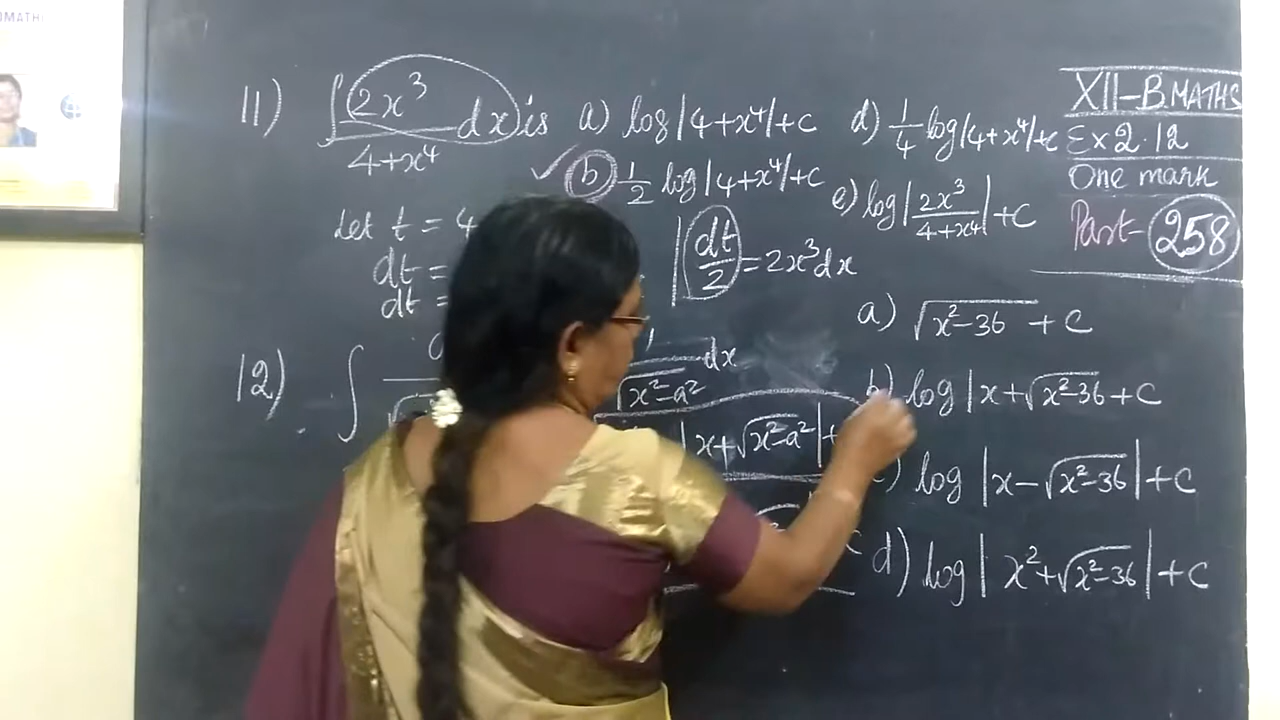 11) ∫ 2x³ / 4+x⁴ dx is a) log |4+x⁴|+c d) 1/4 log |4+x⁴|+c
b) 1/2 log |4+x⁴|+c e) log |2x³ / 4+x⁴| +c
let t = 4
dt =
dt =
dt/2 = 2x³dx
12) ∫
dx
√x²-a²
|x+√x²-a²|+
XII-B.MATHS
Ex 2.12
One mark
Part-258
a) √x²-36 + c
b) log |x+√x²-36 +c
c) log |x-√x²-36| +c
d) log | x²+√x²-36 | +c